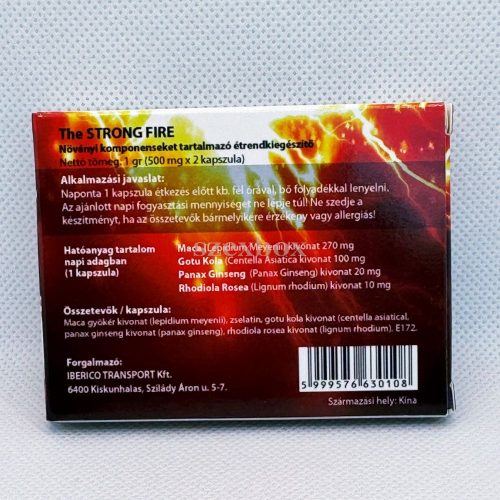 The STRONG FIRE
Növényi komponenseket tartalmazó étrendkiegészítő
Nettó tömeg: 1 gr (500 mg x 2 kapszula)
Alkalmazási javaslat:
Naponta 1 kapszula étkezés előtt kb. fél órával, bő folyadékkal lenyelni.
Az ajánlott napi fogyasztási mennyiséget ne lépje túl! Ne szedje a
készítményt, ha az összetevők bármelyikére érzékeny vagy allergiás!
Hatóanyag tartalom
napi adagban
(1 kapszula)
Maca (Lepidium Meyenii) kivonat 270 mg
Gotu Kola (Centella Asiatica kivonat 100 mg
Panax Ginseng (Panax Ginseng) kivonat 20 mg
Rhodiola Rosea (Lignum rhodium) kivonat 10 mg
Összetevők / kapszula:
Maca gyökér kivonat (lepidium meyenii), zselatin, gotu kola kivonat (centella asiatical,
panax ginseng kivonat (panax ginseng), rhodiola rosea kivonat (lignum rhodium). E172.
Forgalmazó:
IBERICO TRANSPORT Kft.
6400 Kiskunhalas, Szilády Áron u. 5-7.
5 999576 630108
Származási hely: Kína